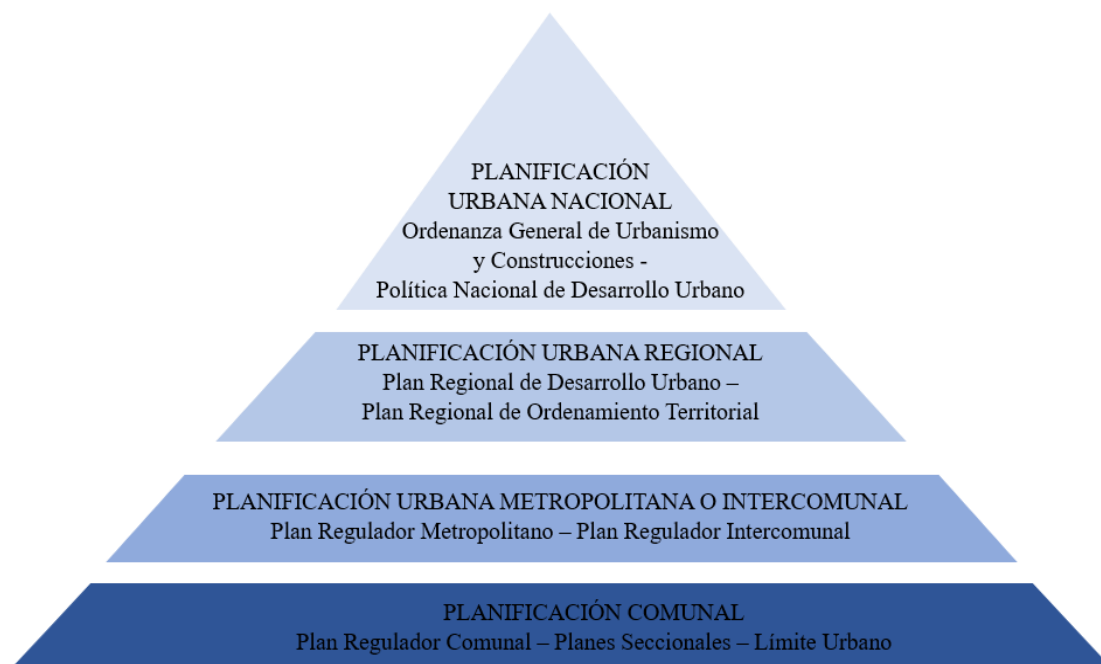 PLANIFICACIÓN
URBANA NACIONAL
Ordenanza General de Urbanismo
y Construcciones -
Política Nacional de Desarrollo Urbano
PLANIFICACIÓN URBANA REGIONAL
Plan Regional de Desarrollo Urbano –
Plan Regional de Ordenamiento Territorial
PLANIFICACIÓN URBANA METROPOLITANA O INTERCOMUNAL
Plan Regulador Metropolitano – Plan Regulador Intercomunal
PLANIFICACIÓN COMUNAL
Plan Regulador Comunal – Planes Seccionales – Límite Urbano